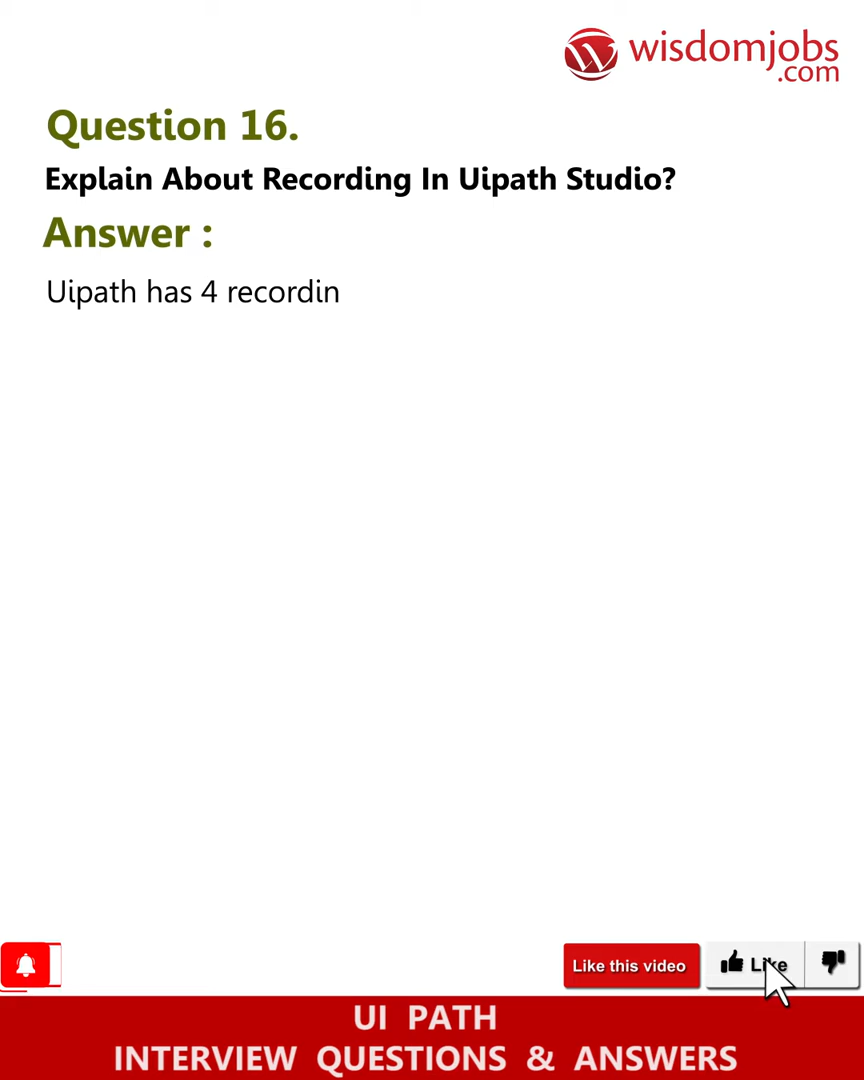 wisdomjobs
.com
Question 16.
Explain About Recording In Uipath Studio?
Answer :
Uipath has 4 recordin
Like this video
Like
UI PATH
INTERVIEW QUESTIONS & ANSWERS